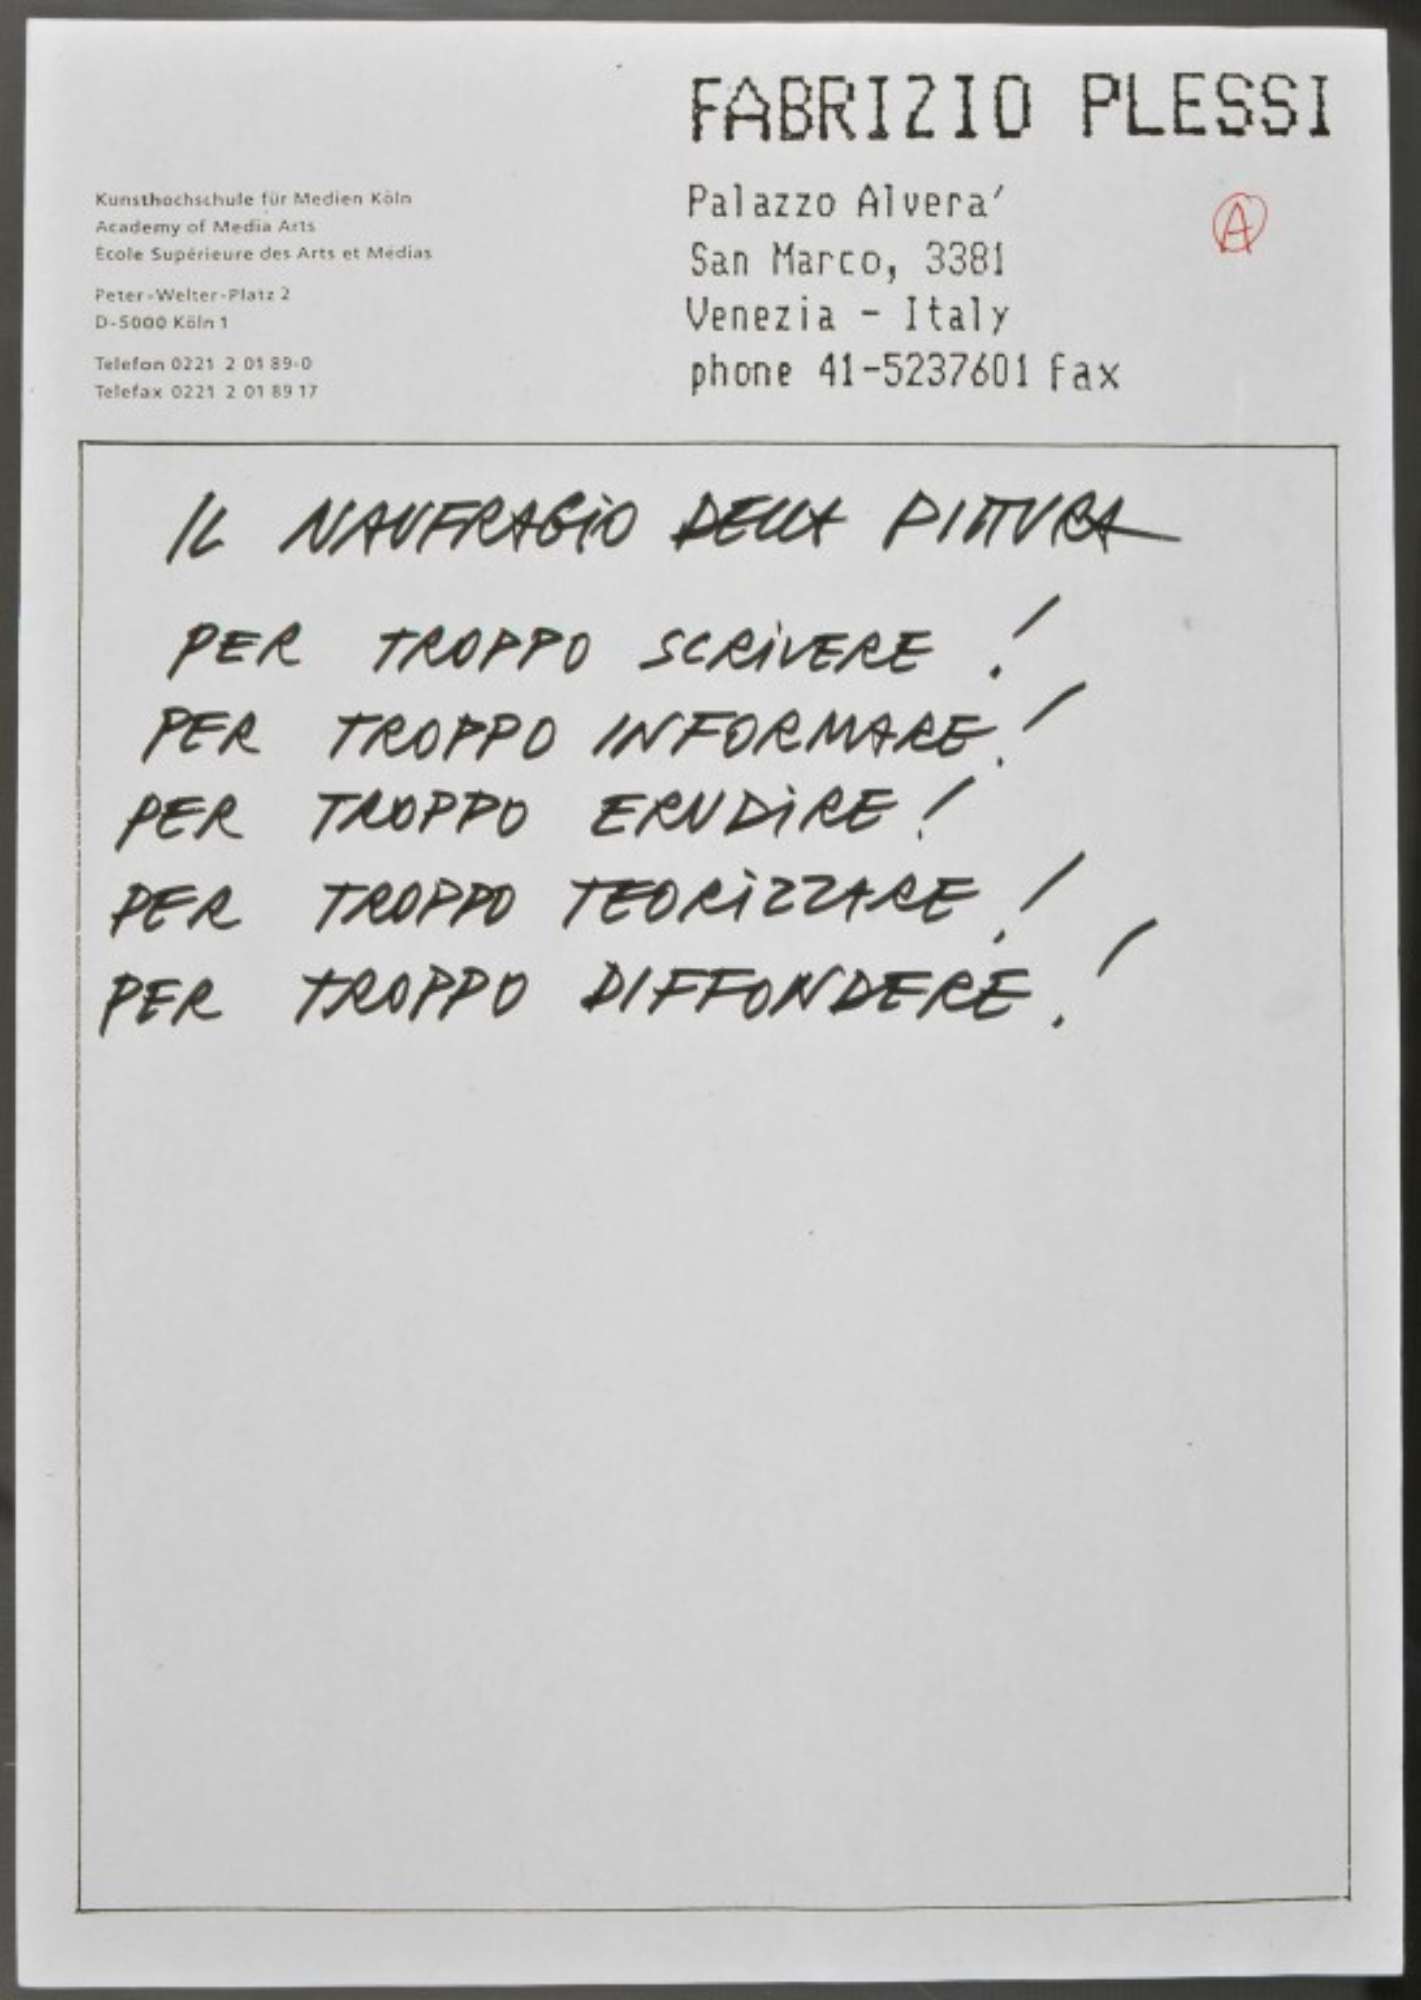 FABRIZIO PLESSI
Kunsthochschule für Medien Köln
Academy of Media Arts
École Supérieure des Arts et Médias
Peter-Welter-Platz 2
D-5000 Köln 1
Telefon 0221 2 01 89-0
Telefax 0221 2 01 89 17
Palazzo Alvera'
San Marco, 3381
Venezia - Italy
phone 41-5237601 fax
A
IL NAUFRAGIO DELLA PITTURA
PER TROPPO SCRIVERE!
PER TROPPO INFORMARE!
PER TROPPO ERUDIRE!
PER TROPPO TEORIZZARE!
PER TROPPO DIFFONDERE!